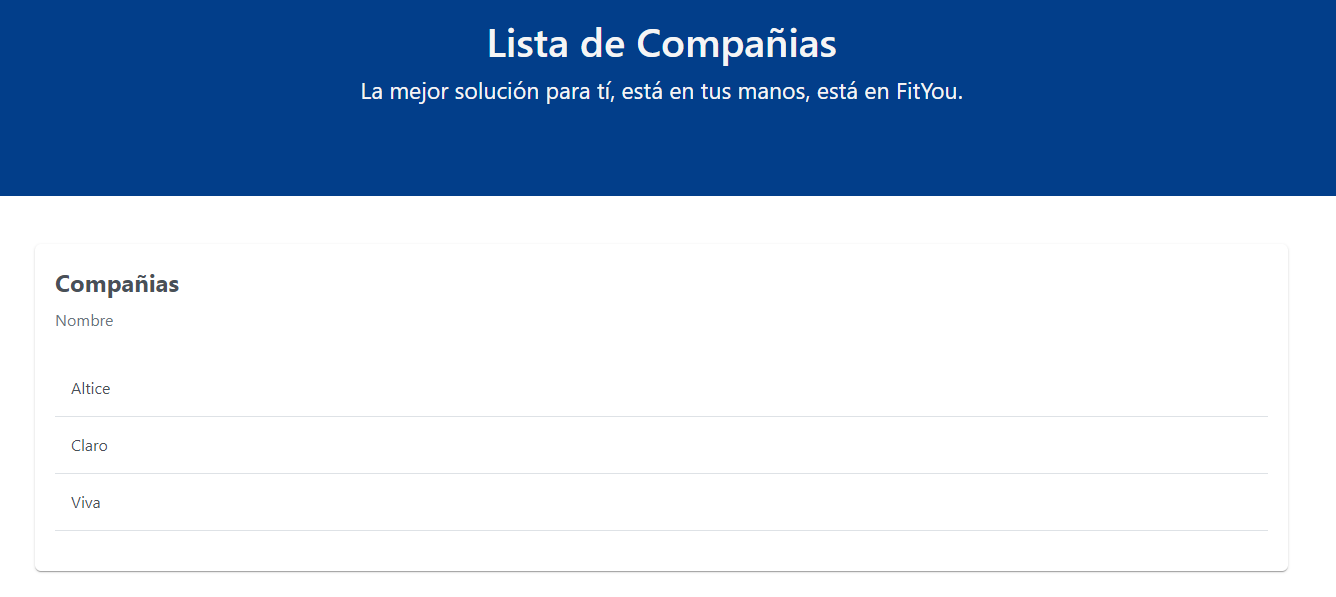 Lista de Compañias
La mejor solución para tí, está en tus manos, está en FitYou.
Compañias
Nombre
Altice
Claro
Viva